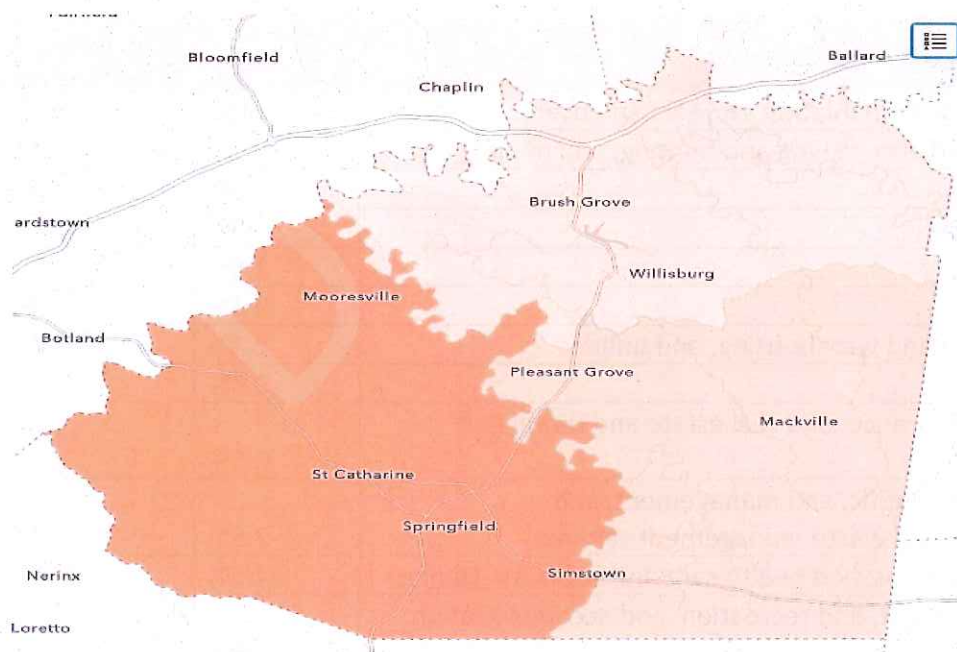 Bloomfield
Ballard
Chaplin
Brush Grove
ardstown
Willisburg
Mooresville
Botland
Pleasant Grove
Mackville
St Catharine
Springfield
Nerinx
Simstown
Loretto